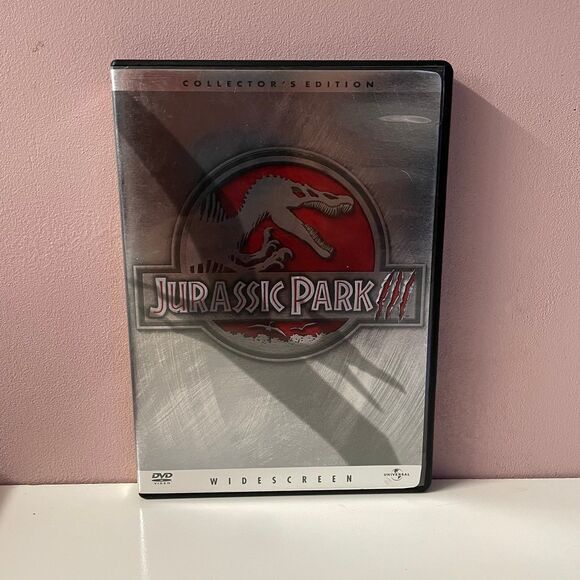 COLLECTOR'S EDITION
JURASSIC PARK III
DVD
VIDEO
WIDESCREEN
UNIVERSAL